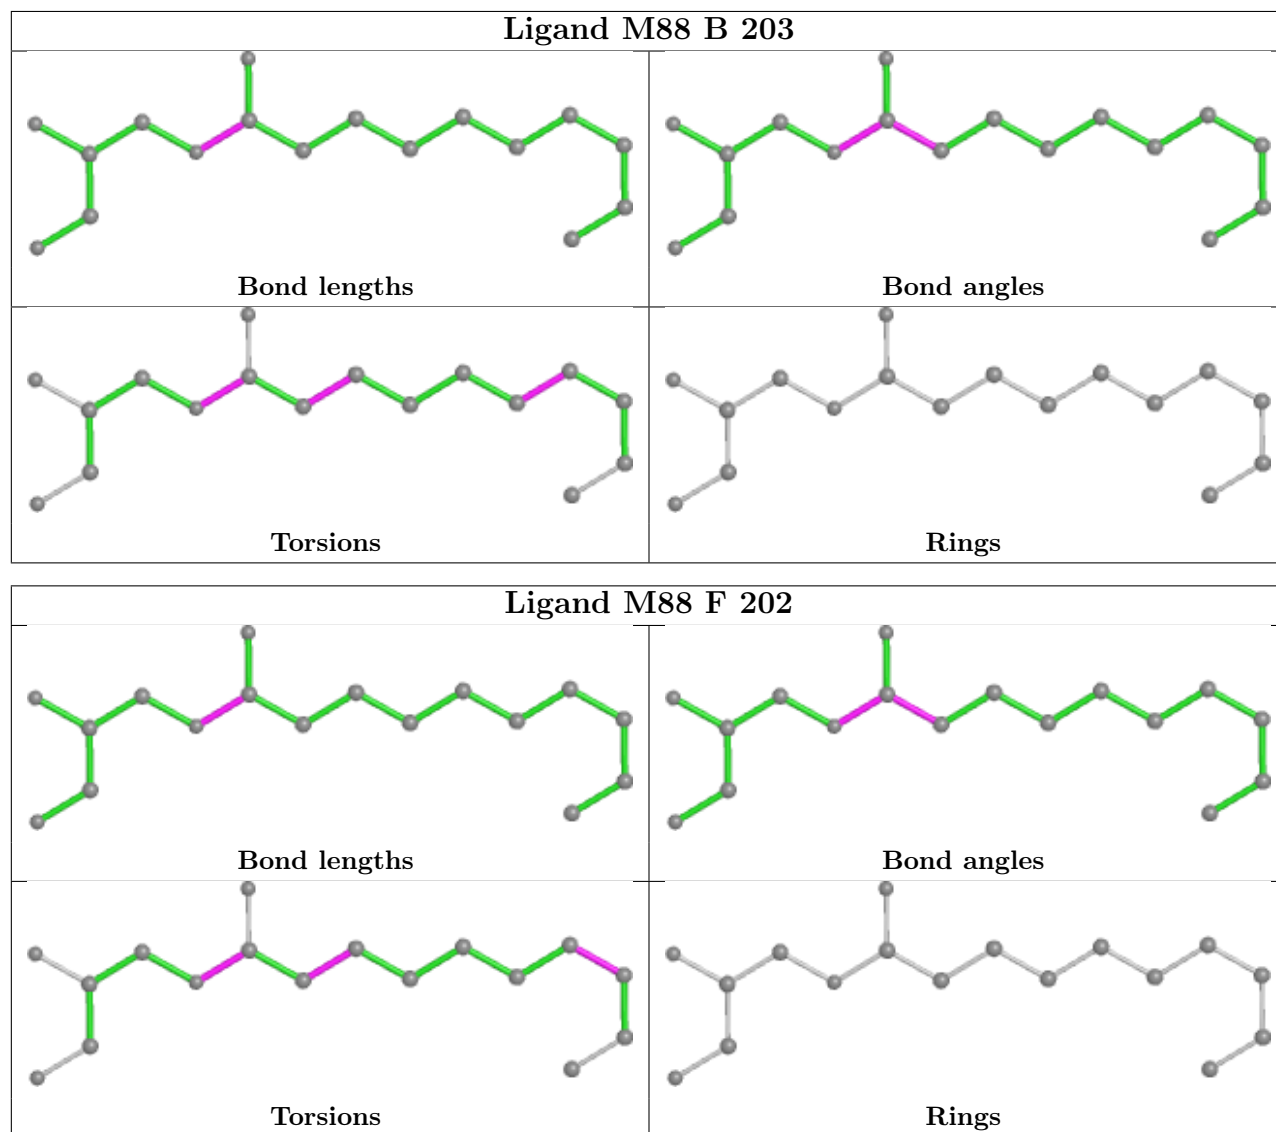 Ligand M88 B 203
Bond lengths
Bond angles
Torsions
Rings
Ligand M88 F 202
Bond lengths
Bond angles
Torsions
Rings